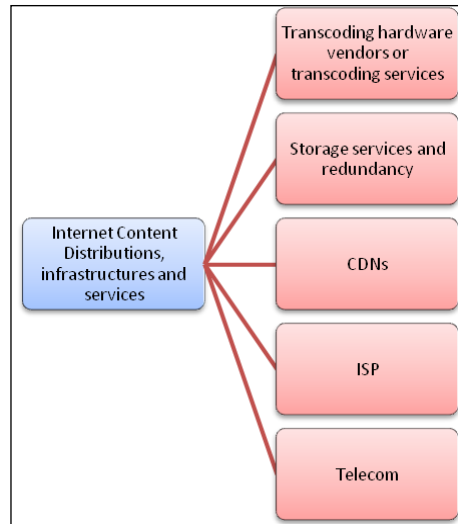 Transcoding hardware
vendors or
transcoding services
Storage services and
redundancy
Internet Content
Distributions,
infrastructures and
services
CDNs
ISP
Telecom